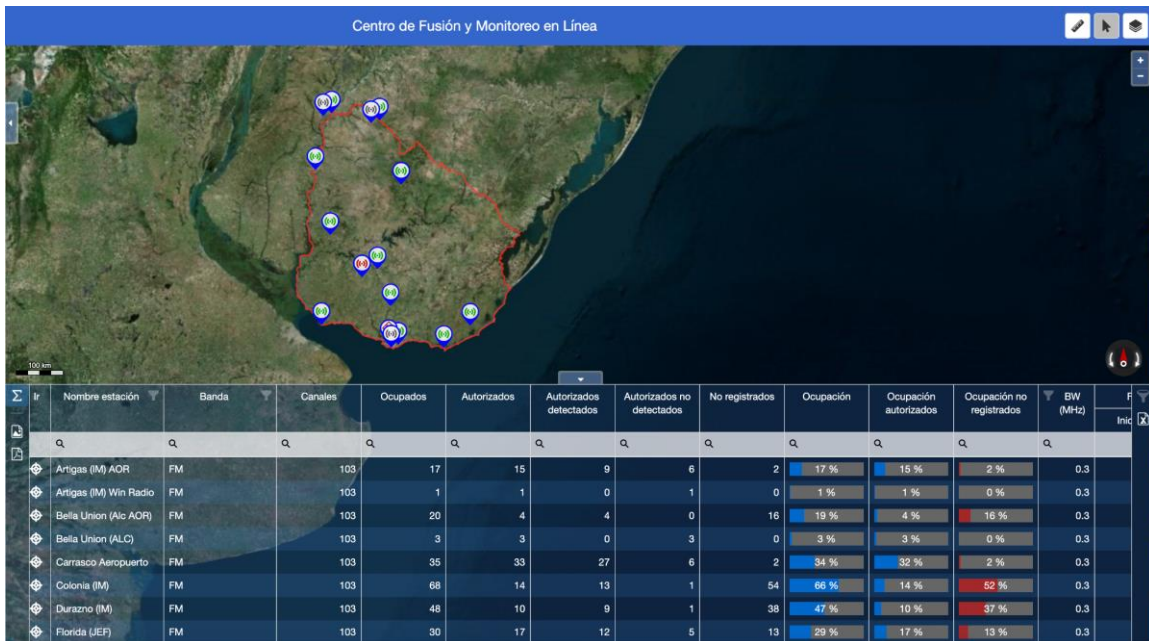 Centro de Fusión y Monitoreo en Línea
100 km
Ir Nombre estación Banda Canales Ocupados Autorizados Autorizados detectados Autorizados no detectados No registrados Ocupación Ocupación autorizados Ocupación no registrados BW (MHz)
Inic
Artigas (IM) AOR FM 103 17 15 9 6 2 17 % 15 % 2 % 0.3
Artigas (IM) Win Radio FM 103 1 1 0 1 0 1 % 1 % 0 % 0.3
Bella Union (Alc AOR) FM 103 20 4 4 0 16 19 % 4 % 16 % 0.3
Bella Union (ALC) FM 103 3 3 0 3 0 3 % 3 % 0 % 0.3
Carrasco Aeropuerto FM 103 35 33 27 6 2 34 % 32 % 2 % 0.3
Colonia (IM) FM 103 68 14 13 1 54 66 % 14 % 52 % 0.3
Durazno (IM) FM 103 48 10 9 1 38 47 % 10 % 37 % 0.3
Florida (JEF) FM 103 30 17 12 5 13 29 % 17 % 13 % 0.3